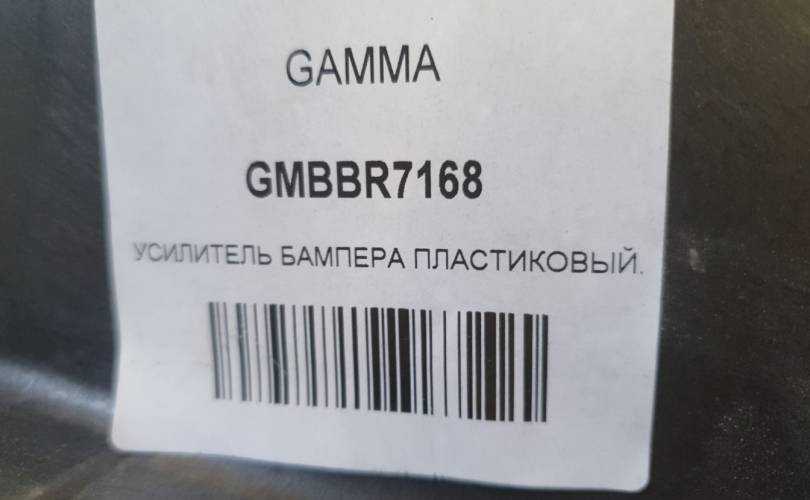 GAMMA
GMBBR7168
УСИЛИТЕЛЬ БАМПЕРА ПЛАСТИКОВЫЙ.